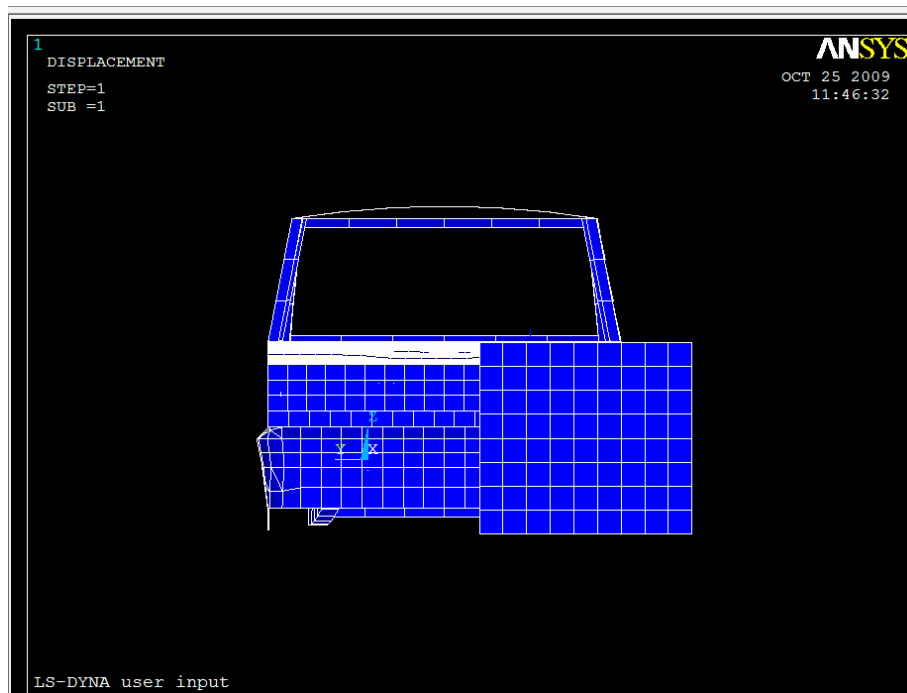 1
ANSYS
DISPLACEMENT
STEP=1
SUB =1
OCT 25 2009
11:46:32
Z
Y X
LS-DYNA user input